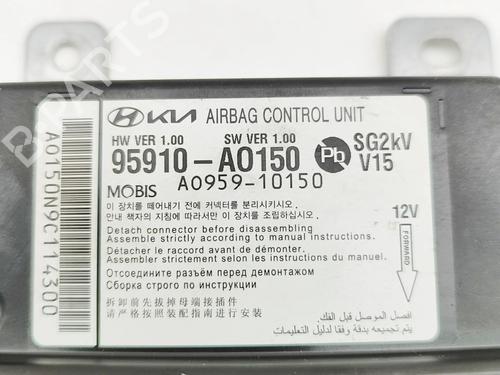 KIA AIRBAG CONTROL UNIT
HW VER 1.00 SW VER 1.00
95910-A0150 Pb SG2kV V15
MOBIS A0959-10150
이 장치를 떼어내기 전에 커넥터를 분리시키시오.
안내 책자의 지침에 따라서만 이 장치를 조립하십시오.
12V
Detach connector before disassembling
Assemble strictly according to manual instructions.
Détacher le raccord avant de démonter.
Assembler strictement selon les instructions du manuel.
FORWARD
Отсоедините разъём перед демонтажом
Сборка строго по инструкции
拆卸前先拔掉母端接插件
请严格按照装配指南进行安装
افصل الموصل قبل الفك.
تم تجميعه بدقة وفقا لدليل التعليمات
A0150N9C114300
B-PARTS